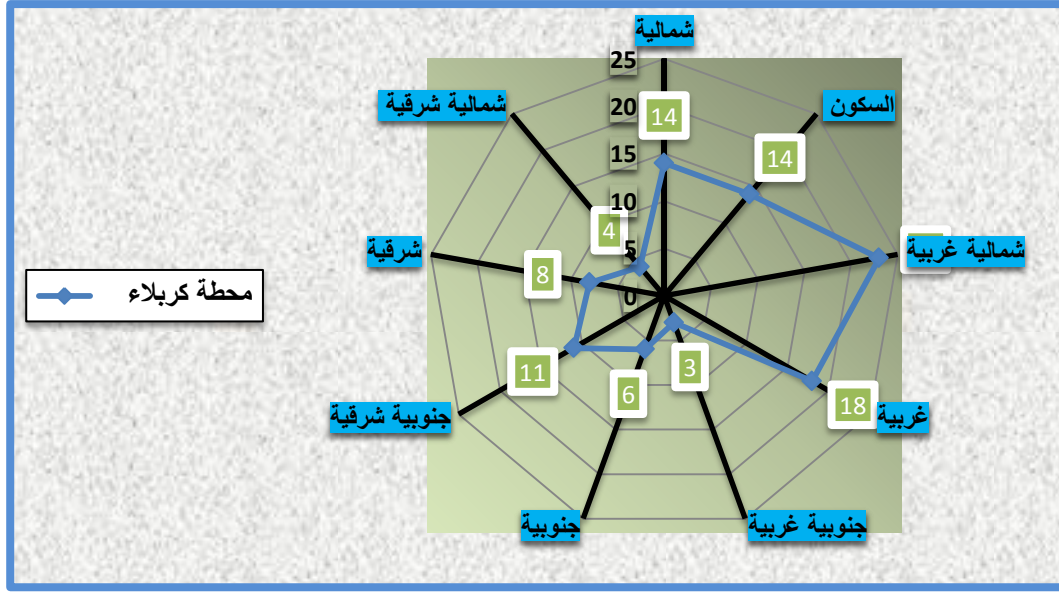 شمالية
25
شمالية شرقية
20
السكون
14
15
14
10
4
شمالية غربية
شرقية
8
5
محطة كربلاء
0
11
3
6
18
غربية
جنوبية شرقية
جنوبية
جنوبية غربية